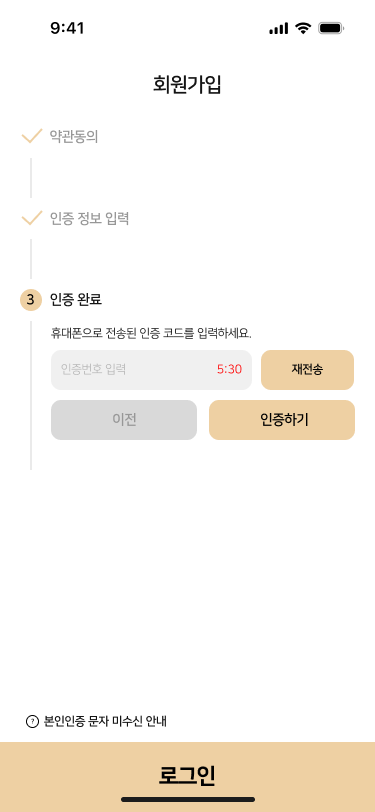 9:41
회원가입
약관동의
인증 정보 입력
3 인증 완료
휴대폰으로 전송된 인증 코드를 입력하세요.
인증번호 입력 5:30 재전송
이전 인증하기
? 본인인증 문자 미수신 안내
로그인